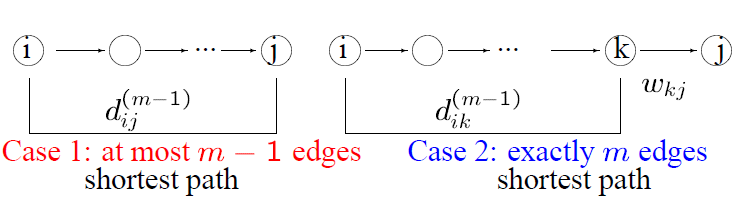 i ... j i ... k j
w_{kj}
d_{ij}^{(m-1)} d_{ik}^{(m-1)}
Case 1: at most m − 1 edges Case 2: exactly m edges
shortest path shortest path